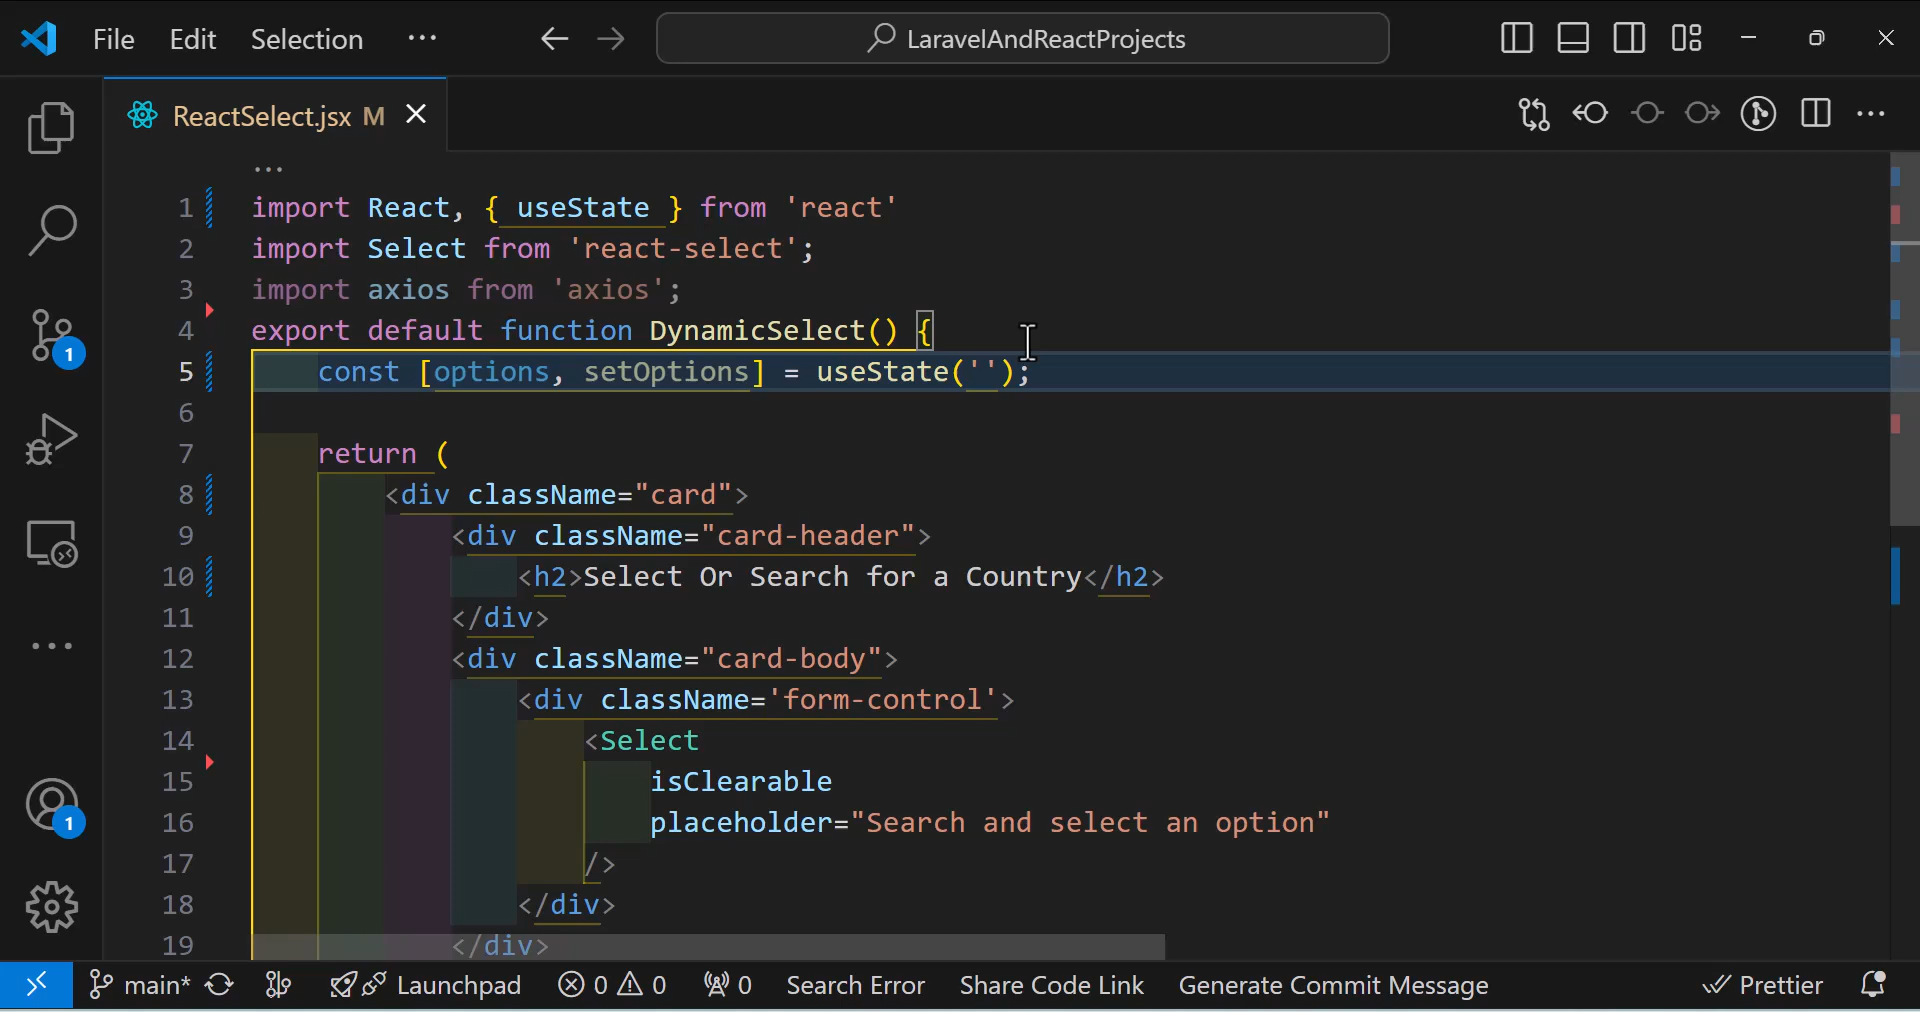 File Edit Selection ··· LaravelAndReactProjects
ReactSelect.jsx M
1 import React, { useState } from 'react'
2 import Select from 'react-select';
3 import axios from 'axios';
4 export default function DynamicSelect() {
5 const [options, setOptions] = useState('');
6
7 return (
8 <div className="card">
9 <div className="card-header">
10 <h2>Select Or Search for a Country</h2>
11 </div>
12 <div className="card-body">
13 <div className='form-control'>
14 <Select
15 isClearable
16 placeholder="Search and select an option"
17 />
18 </div>
19 </div>
1
1
main* Launchpad 0 0 0 Search Error Share Code Link Generate Commit Message Prettier